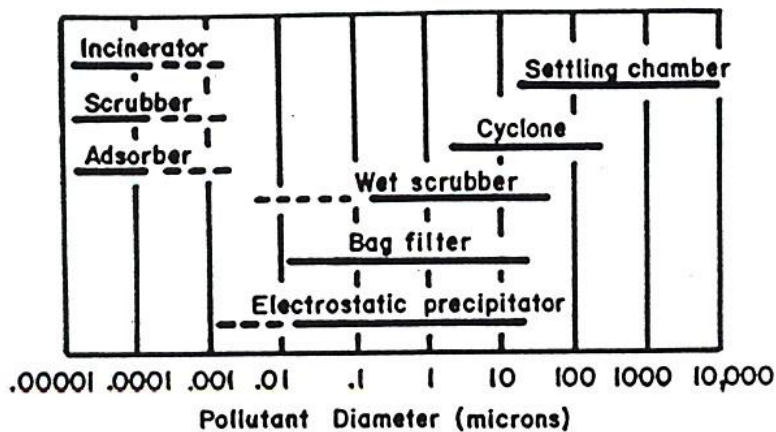 Incinerator
Settling chamber
Scrubber
Cyclone
Adsorber
Wet scrubber
Bag filter
Electrostatic precipitator
.00001 .0001 .001 .01 .1 1 10 100 1000 10,000
Pollutant Diameter (microns)